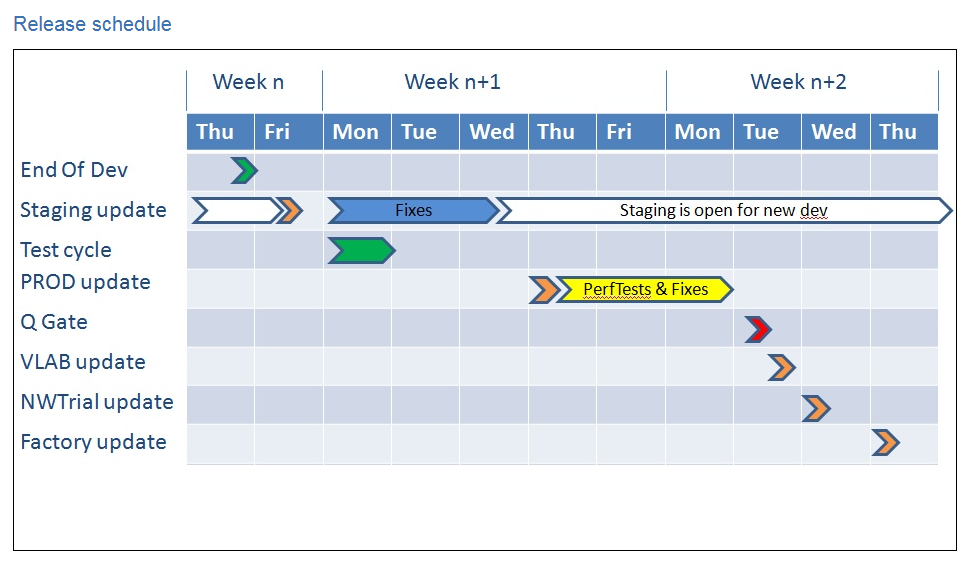 Release schedule
Week n Week n+1 Week n+2
Thu Fri Mon Tue Wed Thu Fri Mon Tue Wed Thu
End Of Dev
Staging update Fixes Staging is open for new dev
Test cycle
PROD update PerfTests & Fixes
Q Gate
VLAB update
NWTrial update
Factory update